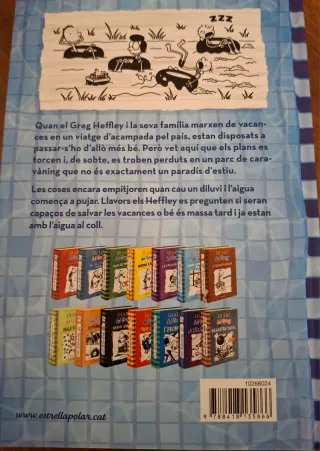 zzz
Quan el Greg Heffley i la seva família marxen de vacan-
ces en un viatge d'acampada pel país, estan disposats a
passar-s'ho d'allò més bé. Però vet aquí que els plans es
torcen i, de sobte, es troben perduts en un parc de cara-
vàning que no és exactament un paradís d'estiu.
Les coses encara empitjoren quan cau un diluvi i l'aigua
comença a pujar. Llavors els Heffley es pregunten si seran
capaços de salvar les vacances o bé és massa tard i ja estan
amb l'aigua al coll.
www.estrellapolar.cat
10266024
9 788418 135866